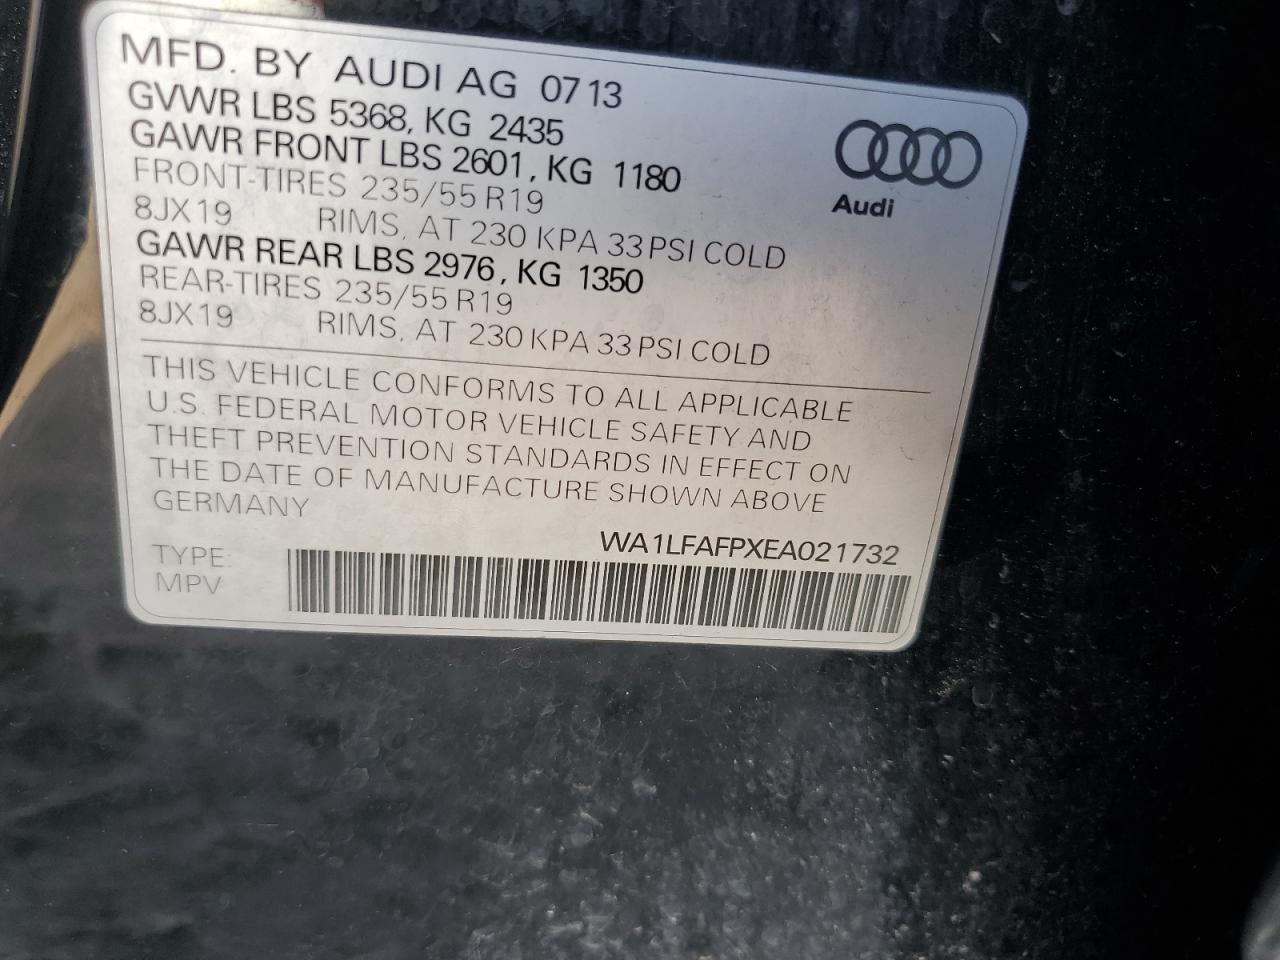 MFD. BY AUDI AG 07 13
GVWR LBS 5368, KG 2435
GAWR FRONT LBS 2601, KG 1180
FRONT-TIRES 235/55 R19
8JX19 RIMS, AT 230 KPA 33 PSI COLD
GAWR REAR LBS 2976, KG 1350
REAR-TIRES 235/55 R19
8JX19 RIMS, AT 230 KPA 33 PSI COLD
Audi
THIS VEHICLE CONFORMS TO ALL APPLICABLE
U.S. FEDERAL MOTOR VEHICLE SAFETY AND
THEFT PREVENTION STANDARDS IN EFFECT ON
THE DATE OF MANUFACTURE SHOWN ABOVE
GERMANY
WA1LFAFPXEA021732
TYPE:
MPV